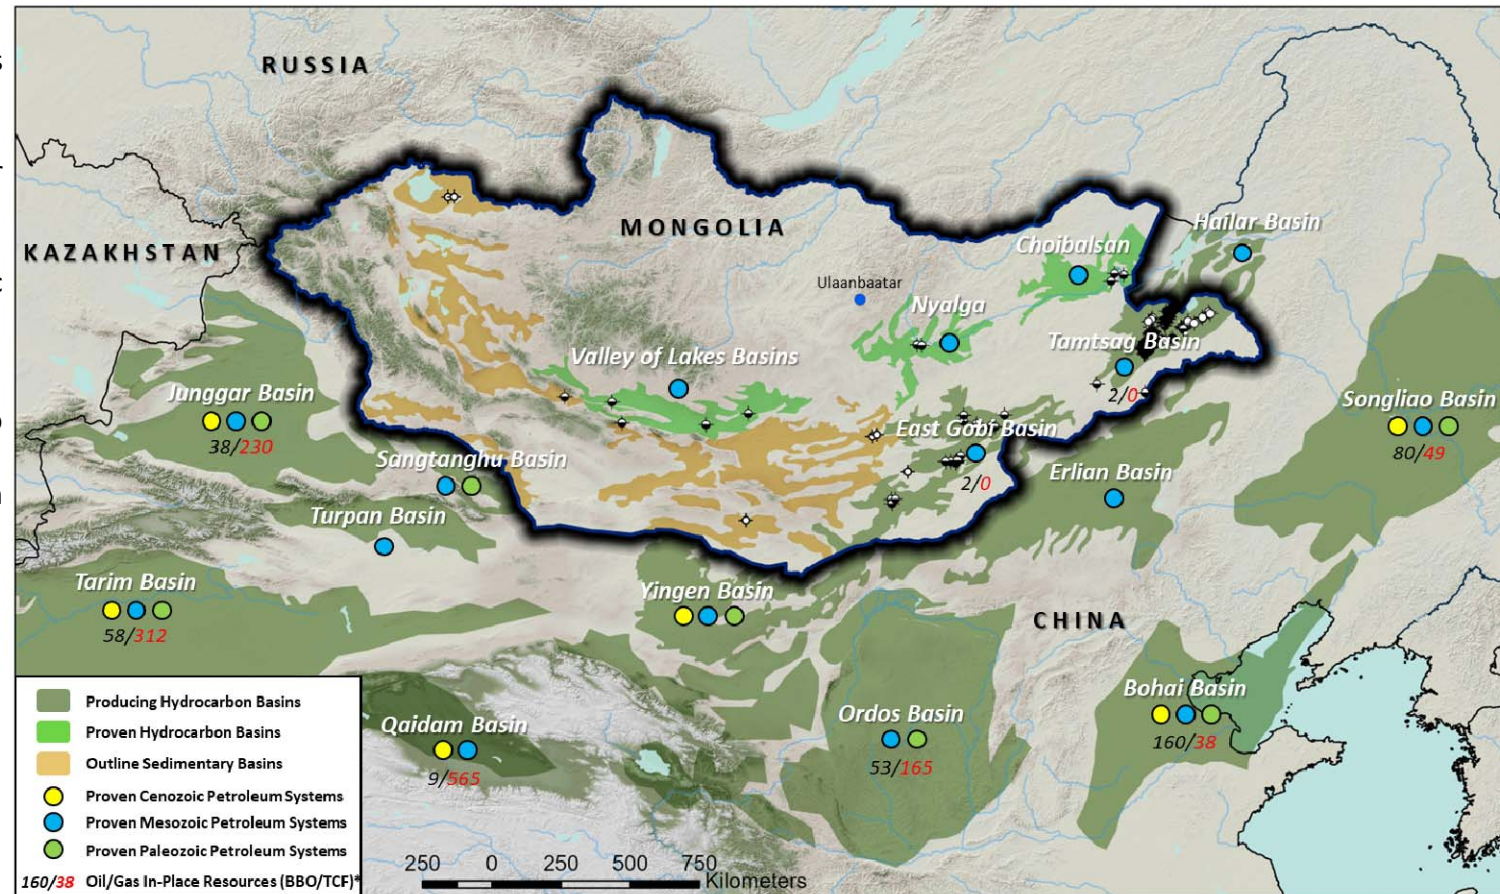 RUSSIA
KAZAKHSTAN
MONGOLIA
Hailar Basin
Choibalsan
Ulaanbaatar
Nyalga
Tamtsag Basin
2/0
Valley of Lakes Basins
Junggar Basin
38/230
Songliao Basin
80/49
East Gobi Basin
2/0
Sangtanghu Basin
Erlian Basin
Turpan Basin
Tarim Basin
58/312
Yingen Basin
CHINA
Bohai Basin
160/38
Ordos Basin
53/165
Qaidam Basin
9/565
Producing Hydrocarbon Basins
Proven Hydrocarbon Basins
Outline Sedimentary Basins
Proven Cenozoic Petroleum Systems
Proven Mesozoic Petroleum Systems
Proven Paleozoic Petroleum Systems
160/38 Oil/Gas In-Place Resources (BBO/TCF)*
250 0 250 500 750
Kilometers